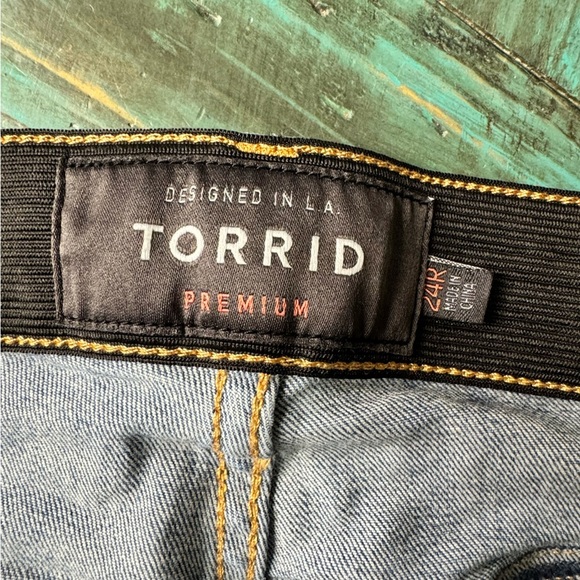 DESIGNED IN L.A.
TORRID
PREMIUM
24R
MADE IN
CHINA